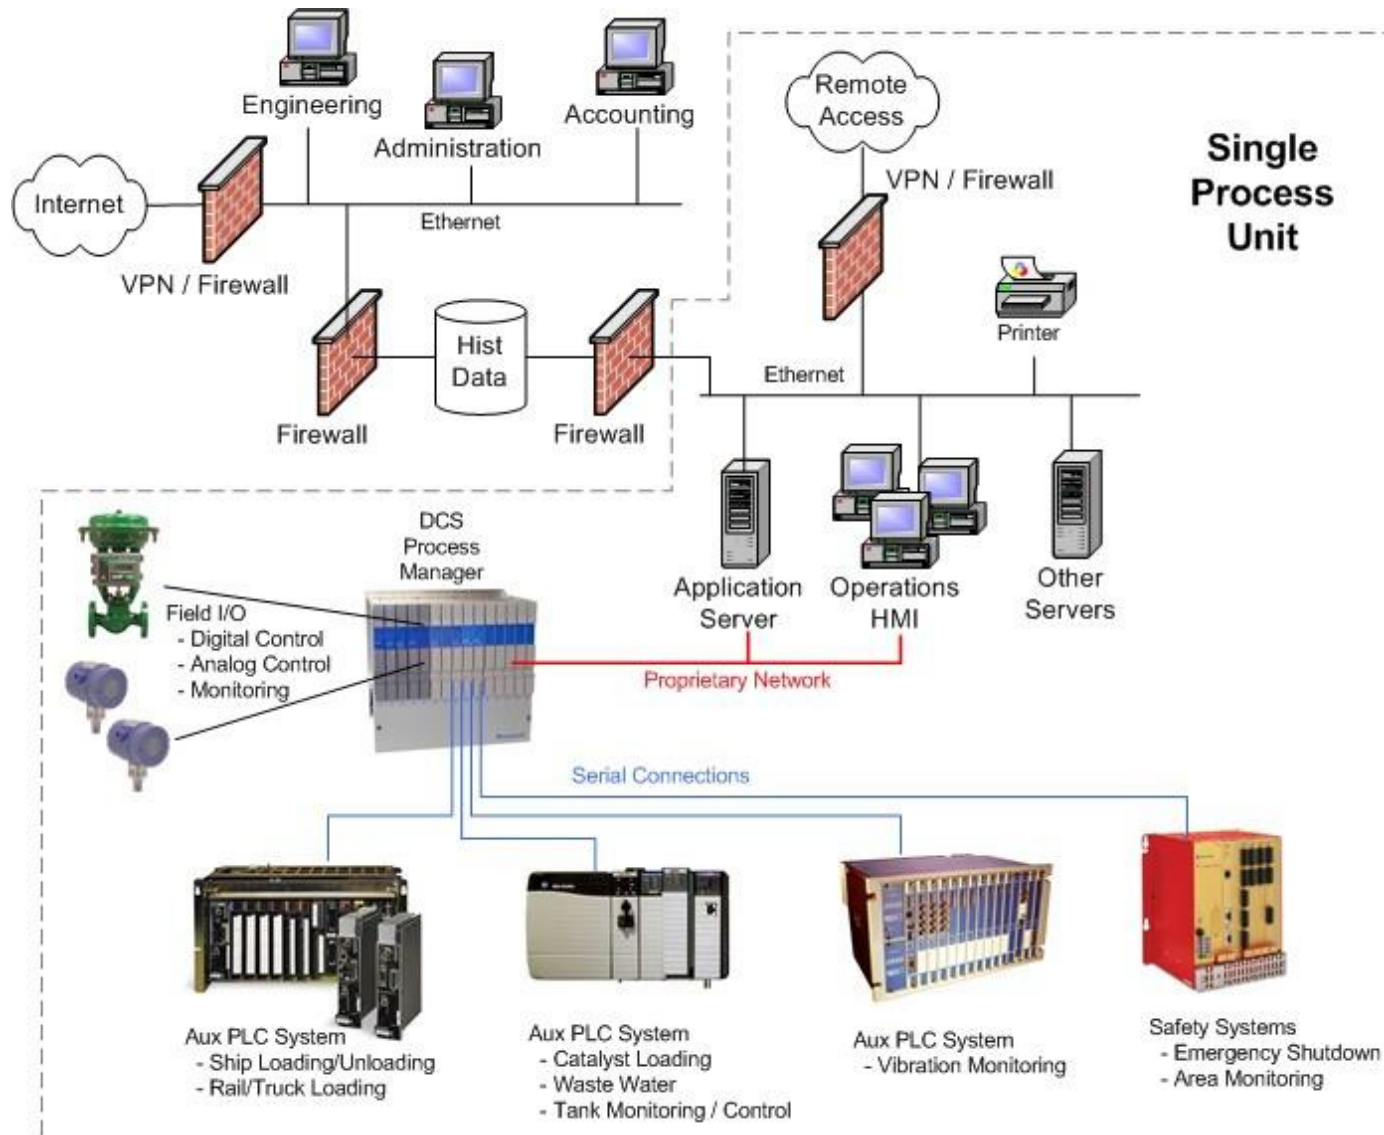 Engineering
Administration
Accounting
Internet
VPN / Firewall
Ethernet
Remote
Access
VPN / Firewall
Single
Process
Unit
Printer
Firewall
Hist
Data
Firewall
Ethernet
Application
Server
Operations
HMI
Other
Servers
DCS
Process
Manager
Field I/O
- Digital Control
- Analog Control
- Monitoring
Proprietary Network
Serial Connections
Aux PLC System
- Ship Loading/Unloading
- Rail/Truck Loading
Aux PLC System
- Catalyst Loading
- Waste Water
- Tank Monitoring / Control
Aux PLC System
- Vibration Monitoring
Safety Systems
- Emergency Shutdown
- Area Monitoring